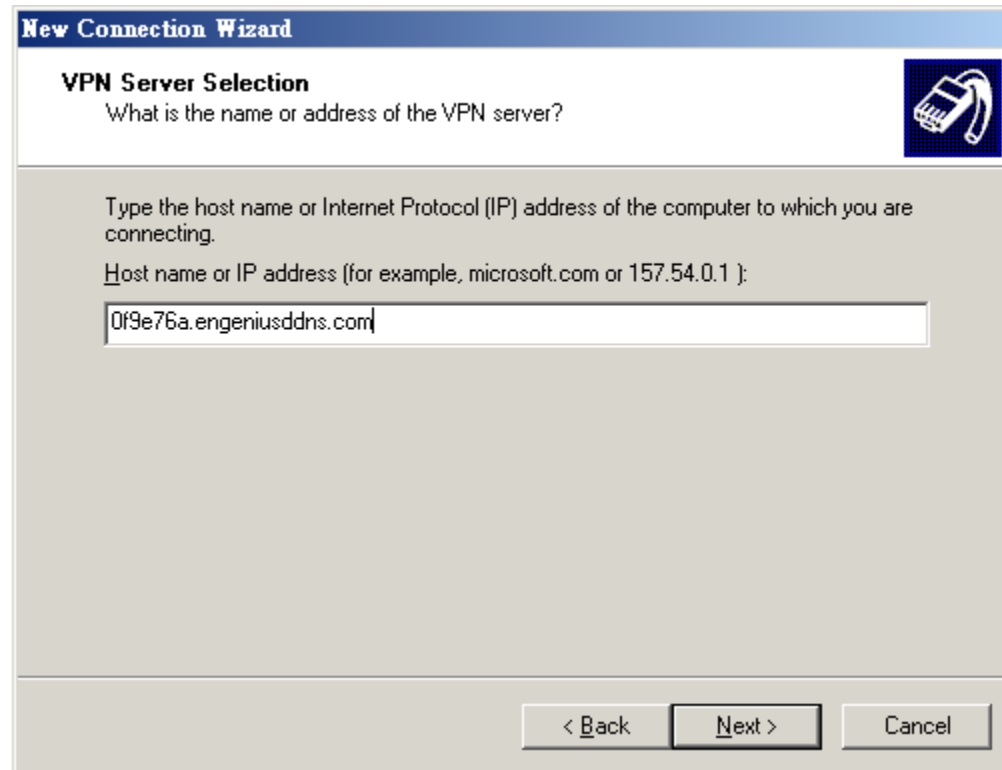 New Connection Wizard
VPN Server Selection
What is the name or address of the VPN server?
Type the host name or Internet Protocol (IP) address of the computer to which you are
connecting.
Host name or IP address (for example, microsoft.com or 157.54.0.1 ):
0f9e76a.engeniusddns.com
< Back Next > Cancel